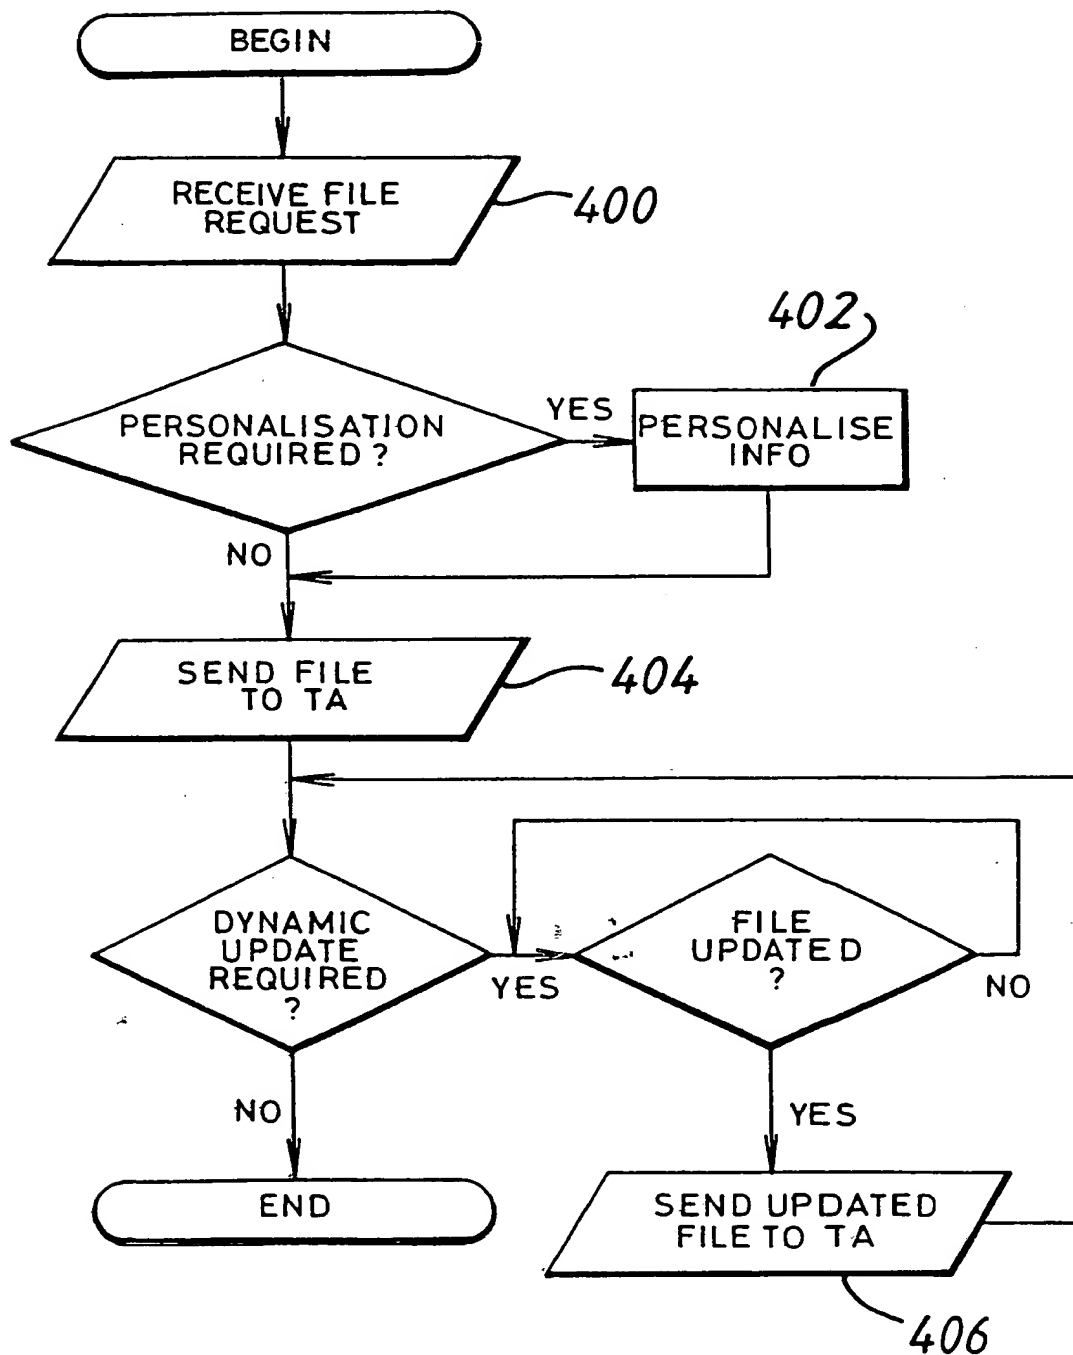 BEGIN
RECEIVE FILE
REQUEST
400
402
PERSONALISATION
REQUIRED ?
YES
PERSONALISE
INFO
NO
SEND FILE
TO TA
404
DYNAMIC
UPDATE
REQUIRED
?
YES
FILE
UPDATED
?
NO
NO
YES
END
SEND UPDATED
FILE TO TA
406